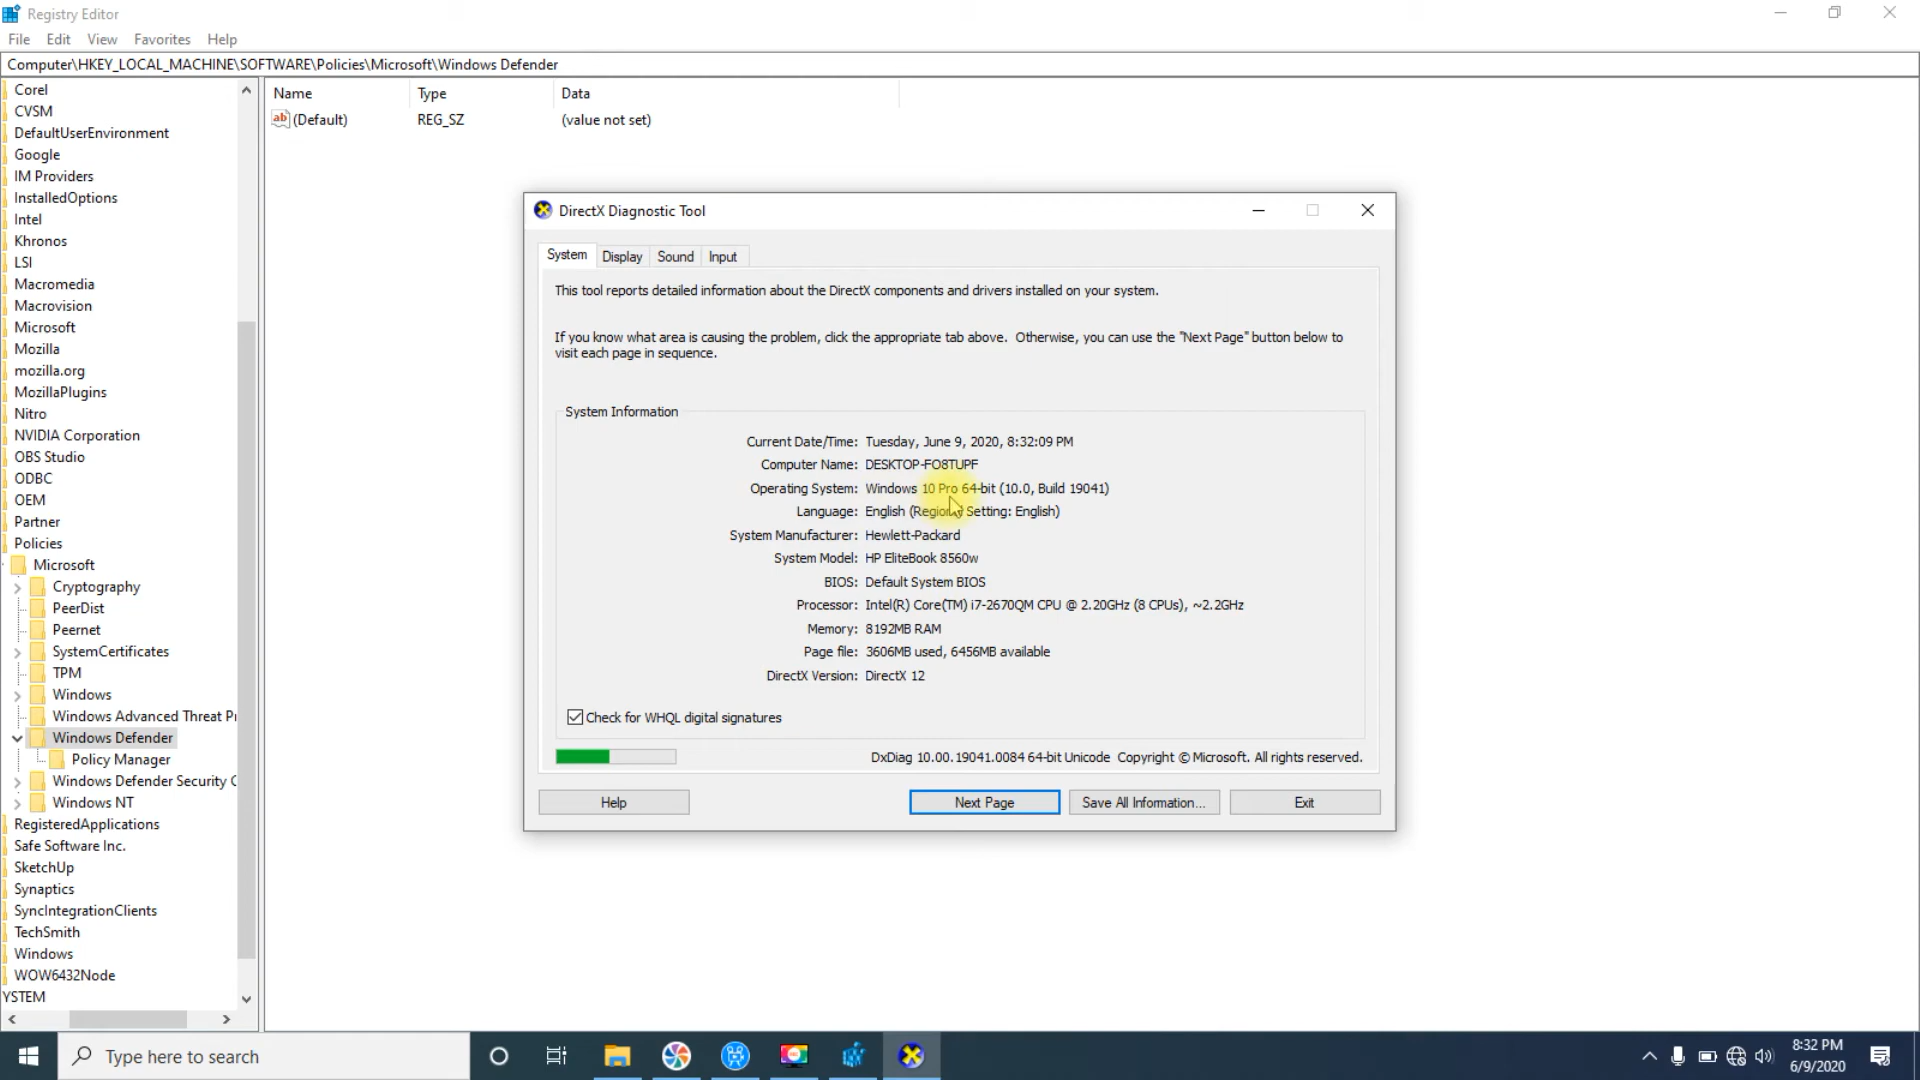 Registry Editor
File Edit View Favorites Help
Computer\HKEY_LOCAL_MACHINE\SOFTWARE\Policies\Microsoft\Windows Defender
Corel
CVSM
DefaultUserEnvironment
Google
IM Providers
InstalledOptions
Intel
Khronos
LSI
Macromedia
Macrovision
Microsoft
Mozilla
mozilla.org
MozillaPlugins
Nitro
NVIDIA Corporation
OBS Studio
ODBC
OEM
Partner
Policies
Microsoft
Cryptography
PeerDist
Peernet
SystemCertificates
TPM
Windows
Windows Advanced Threat Pr
Windows Defender
Policy Manager
Windows Defender Security C
Windows NT
RegisteredApplications
Safe Software Inc.
SketchUp
Synaptics
SyncIntegrationClients
TechSmith
Windows
WOW6432Node
YSTEM
Name Type Data
ab (Default) REG_SZ (value not set)
DirectX Diagnostic Tool
System Display Sound Input
This tool reports detailed information about the DirectX components and drivers installed on your system.
If you know what area is causing the problem, click the appropriate tab above. Otherwise, you can use the "Next Page" button below to
visit each page in sequence.
System Information
Current Date/Time: Tuesday, June 9, 2020, 8:32:09 PM
Computer Name: DESKTOP-FO8TUPF
Operating System: Windows 10 Pro 64-bit (10.0, Build 19041)
Language: English (Regional Setting: English)
System Manufacturer: Hewlett-Packard
System Model: HP EliteBook 8560w
BIOS: Default System BIOS
Processor: Intel(R) Core(TM) i7-2670QM CPU @ 2.20GHz (8 CPUs), ~2.2GHz
Memory: 8192MB RAM
Page file: 3606MB used, 6456MB available
DirectX Version: DirectX 12
Check for WHQL digital signatures
DxDiag 10.00.19041.0084 64-bit Unicode Copyright © Microsoft. All rights reserved.
Help Next Page Save All Information... Exit
Type here to search
8:32 PM
6/9/2020